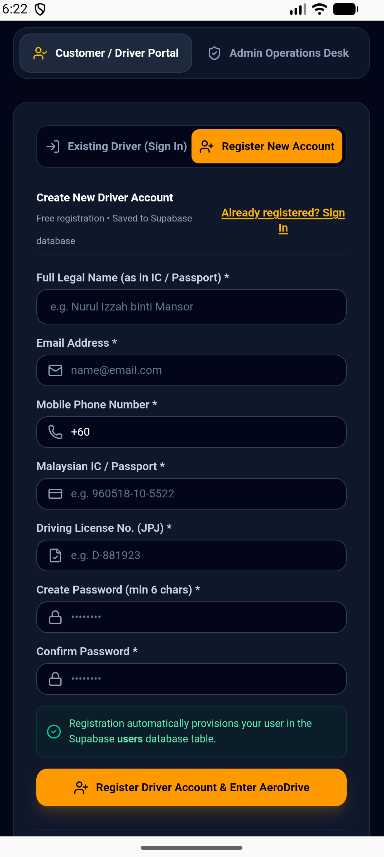 6:22
Customer / Driver Portal
Admin Operations Desk
Existing Driver (Sign In)
Register New Account
Create New Driver Account
Free registration • Saved to Supabase
database
Already registered? Sign
In
Full Legal Name (as in IC / Passport) *
e.g. Nurul Izzah binti Mansor
Email Address *
name@email.com
Mobile Phone Number *
+60
Malaysian IC / Passport *
e.g. 960518-10-5522
Driving License No. (JPJ) *
e.g. D-881923
Create Password (min 6 chars) *
••••••••
Confirm Password *
••••••••
Registration automatically provisions your user in the
Supabase users database table.
Register Driver Account & Enter AeroDrive